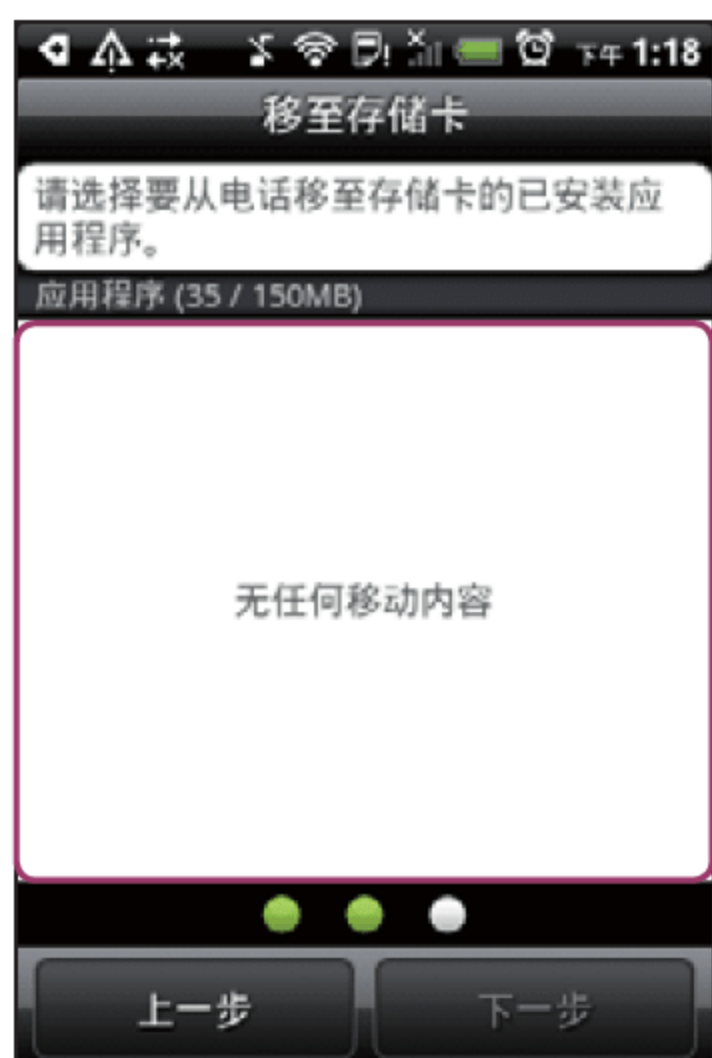 下午 1:18
移至存储卡
请选择要从电话移至存储卡的已安装应
用程序。
应用程序 (35 / 150MB)
无任何移动内容
上一步
下一步